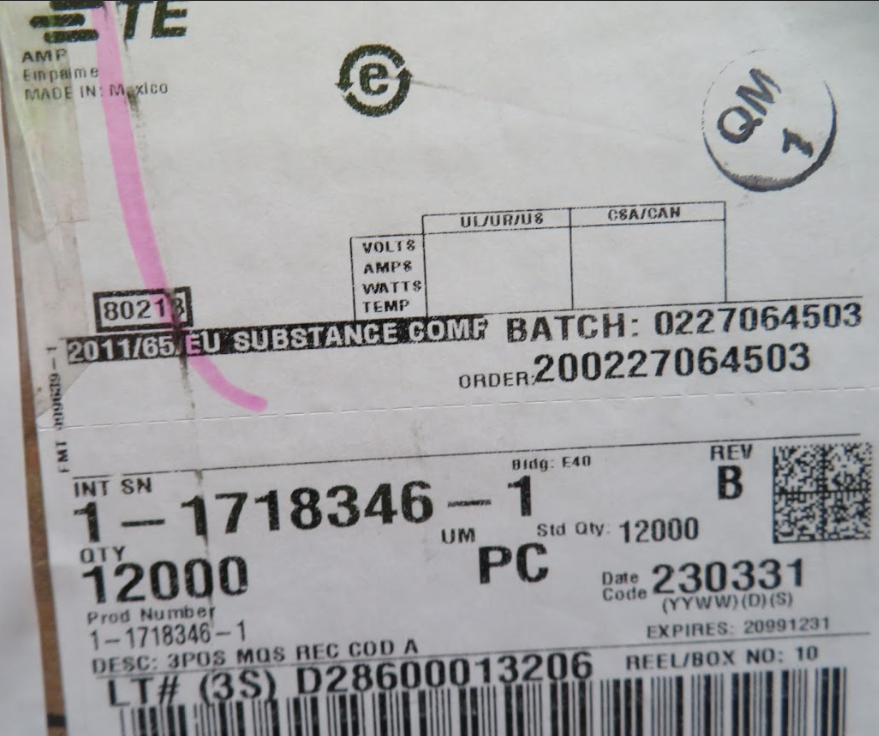 TE
AMP
Empalme
MADE IN: Mexico
e
QM
1
UL/UR/US CSA/CAN
VOLTS
AMPS
WATTS
TEMP
80213
2011/65/EU SUBSTANCE COMP BATCH: 0227064503
ORDER:200227064503
FMT 999639-1
INT SN Bldg: E40 REV
1-1718346-1 B
QTY UM Std Qty: 12000
12000 PC Date Code 230331
(YYWW)(D)(S)
Prod Number
1-1718346-1 EXPIRES: 20991231
DESC: 3POS MQS REC COD A REEL/BOX NO: 10
LT# (3S) D28600013206